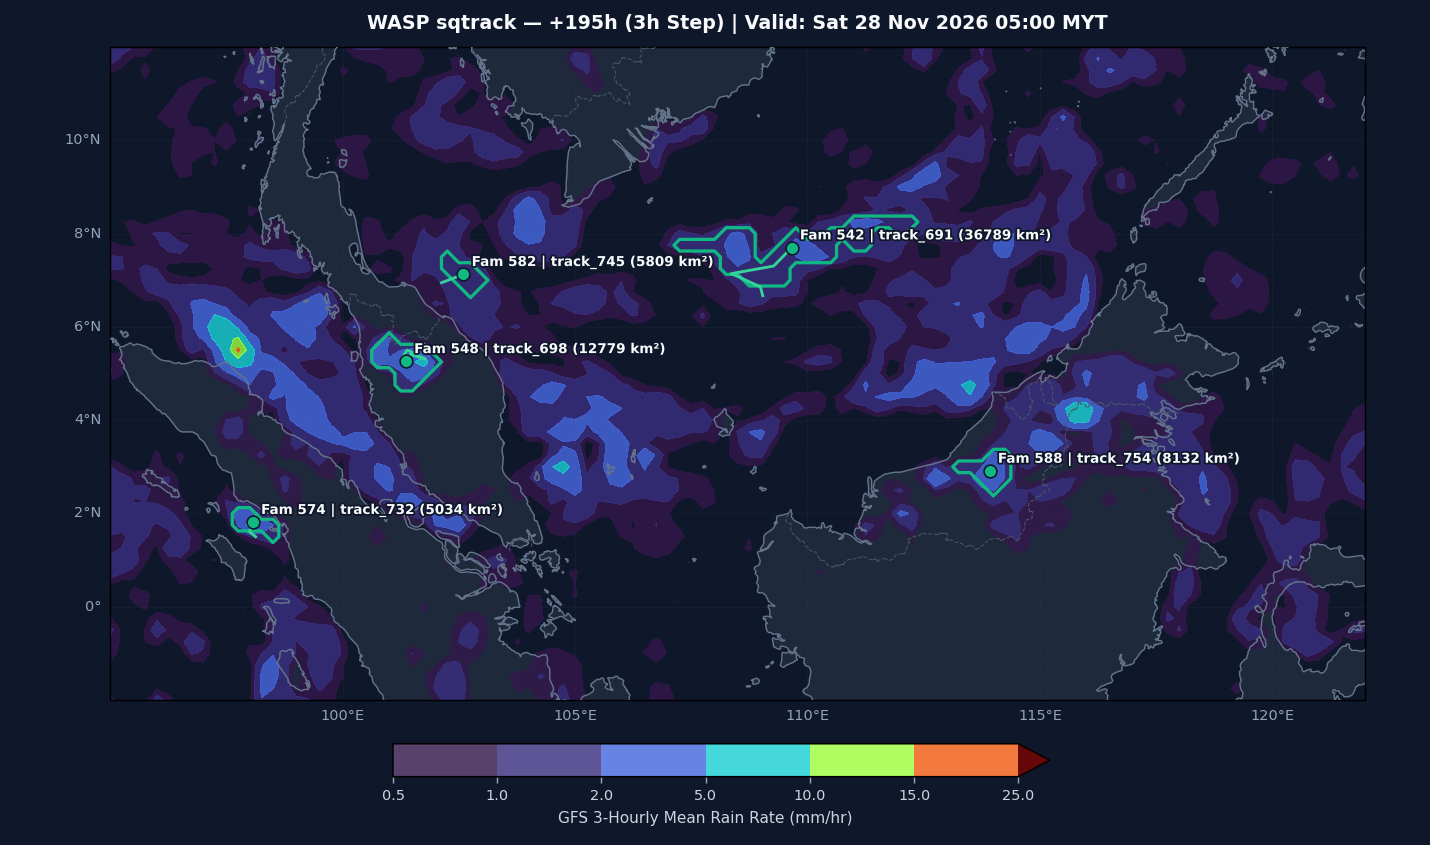 WASP sqtrack — +195h (3h Step) | Valid: Sat 28 Nov 2026 05:00 MYT
10°N
8°N
6°N
4°N
2°N
0°
Fam 542 | track_691 (36789 km²)
Fam 582 | track_745 (5809 km²)
Fam 548 | track_698 (12779 km²)
Fam 588 | track_754 (8132 km²)
Fam 574 | track_732 (5034 km²)
100°E 105°E 110°E 115°E 120°E
0.5 1.0 2.0 5.0 10.0 15.0 25.0
GFS 3-Hourly Mean Rain Rate (mm/hr)